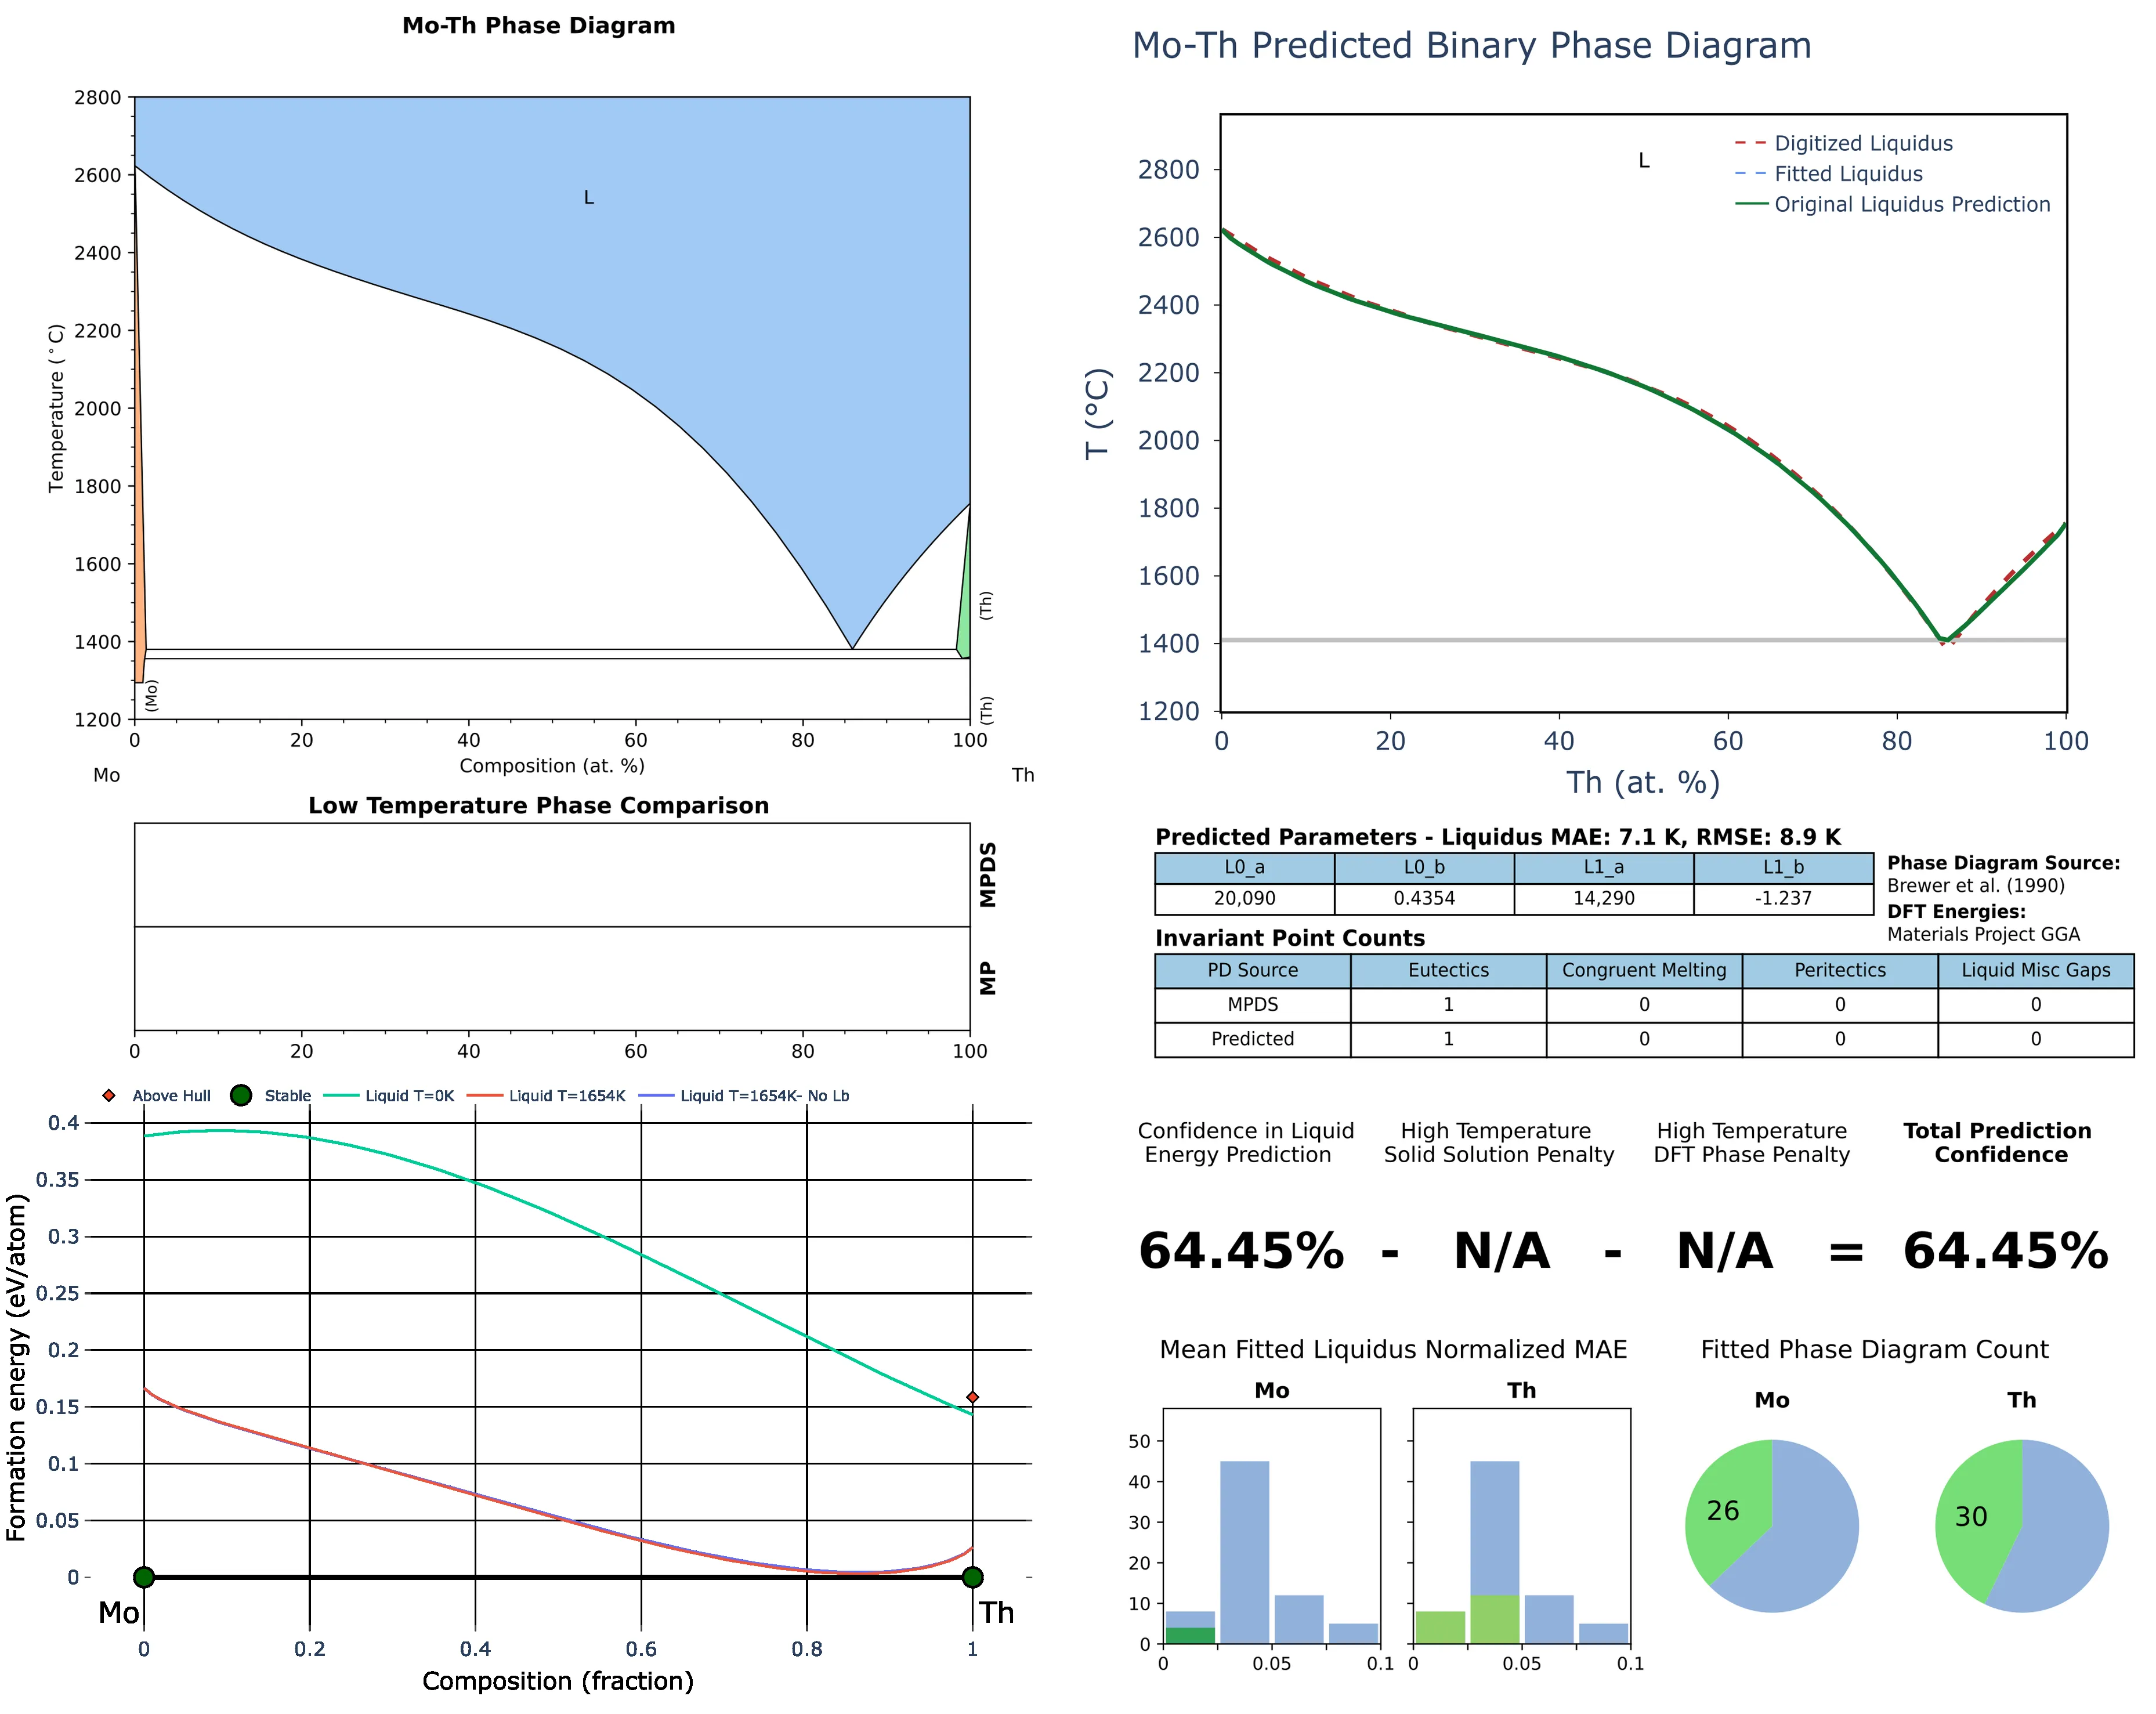 Mo-Th Phase Diagram
2800
2600
2400
2200
2000
1800
1600
1400
1200
Temperature (°C)
L
(Th)
(Mo)
(Th)
0 20 40 60 80 100
Composition (at. %)
Mo Th
Low Temperature Phase Comparison
MPDS
MP
0 20 40 60 80 100
Above Hull Stable Liquid T=0K Liquid T=1654K Liquid T=1654K- No Lb
0.4
0.35
0.3
0.25
0.2
0.15
0.1
0.05
0
Formation energy (eV/atom)
Mo Th
0 0.2 0.4 0.6 0.8 1
Composition (fraction)
Mo-Th Predicted Binary Phase Diagram
L
Digitized Liquidus
Fitted Liquidus
Original Liquidus Prediction
2800
2600
2400
2200
2000
1800
1600
1400
1200
T (°C)
0 20 40 60 80 100
Th (at. %)
Predicted Parameters - Liquidus MAE: 7.1 K, RMSE: 8.9 K
L0_a L0_b L1_a L1_b
20,090 0.4354 14,290 -1.237
Phase Diagram Source:
Brewer et al. (1990)
DFT Energies:
Materials Project GGA
Invariant Point Counts
PD Source Eutectics Congruent Melting Peritectics Liquid Misc Gaps
MPDS 1 0 0 0
Predicted 1 0 0 0
Confidence in Liquid
Energy Prediction
High Temperature
Solid Solution Penalty
High Temperature
DFT Phase Penalty
Total Prediction
Confidence
64.45% - N/A - N/A = 64.45%
Mean Fitted Liquidus Normalized MAE
Mo Th
50
40
30
20
10
0
0 0.05 0.1 0 0.05 0.1
Fitted Phase Diagram Count
Mo Th
26 30